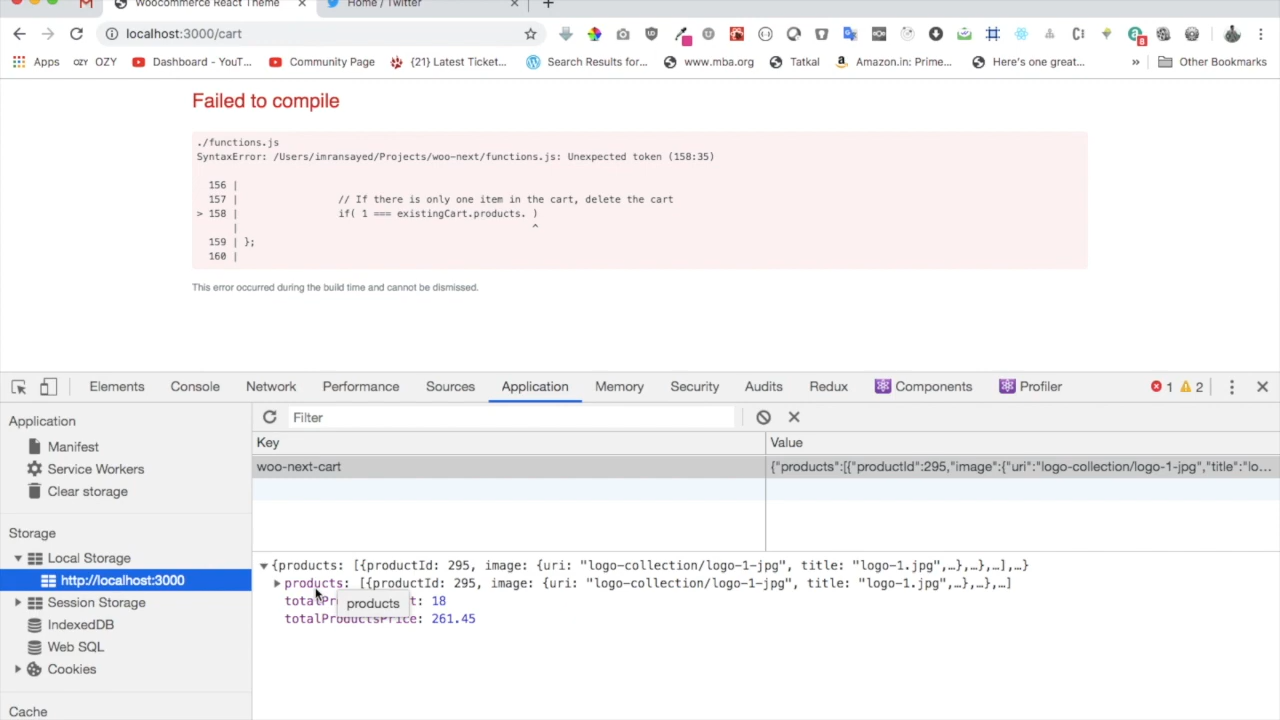 Woocommerce React Theme
Home / Twitter
localhost:3000/cart
Apps OZY OZY Dashboard - YouT... Community Page {21} Latest Ticket... Search Results for... www.mba.org Tatkal Amazon.in: Prime... Here's one great... » Other Bookmarks
Failed to compile
./functions.js
SyntaxError: /Users/imransayed/Projects/woo-next/functions.js: Unexpected token (158:35)
156 |
157 | // If there is only one item in the cart, delete the cart
> 158 | if( 1 === existingCart.products. )
| ^
159 | };
160 |
This error occurred during the build time and cannot be dismissed.
Elements Console Network Performance Sources Application Memory Security Audits Redux Components Profiler 1 2
Application
Manifest
Service Workers
Clear storage
Storage
Local Storage
http://localhost:3000
Session Storage
IndexedDB
Web SQL
Cookies
Cache
Filter
Key Value
woo-next-cart {"products":[{"productId":295,"image":{"uri":"logo-collection/logo-1-jpg","title":"lo...
{products: [{productId: 295, image: {uri: "logo-collection/logo-1-jpg", title: "logo-1.jpg",…},…},…],…}
products: [{productId: 295, image: {uri: "logo-collection/logo-1-jpg", title: "logo-1.jpg",…},…},…]
products
t: 18
totalProductsPrice: 261.45